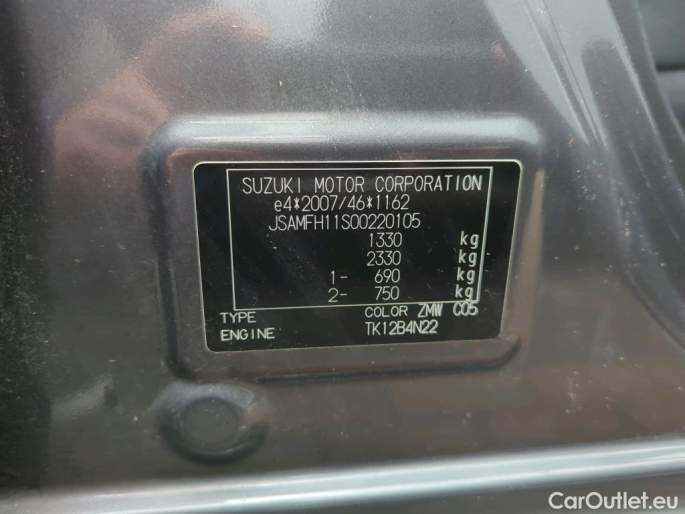 SUZUKI MOTOR CORPORATION
e4*2007/46*1162
JSAMFH11S00220105
1330 kg
2330 kg
1- 690 kg
2- 750 kg
TYPE COLOR ZMW C05
ENGINE TK12B4N22
CarOutlet.eu